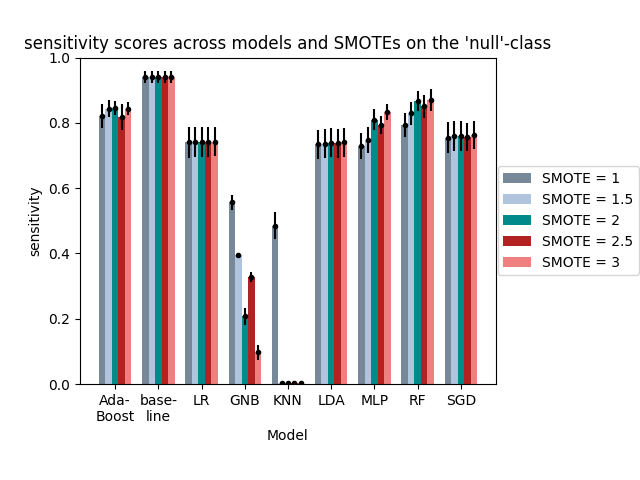 sensitivity scores across models and SMOTEs on the 'null'-class
1.0
0.8
0.6
0.4
0.2
0.0
sensitivity
Ada-
Boost
base-
line
LR
GNB
KNN
LDA
MLP
RF
SGD
Model
SMOTE = 1
SMOTE = 1.5
SMOTE = 2
SMOTE = 2.5
SMOTE = 3